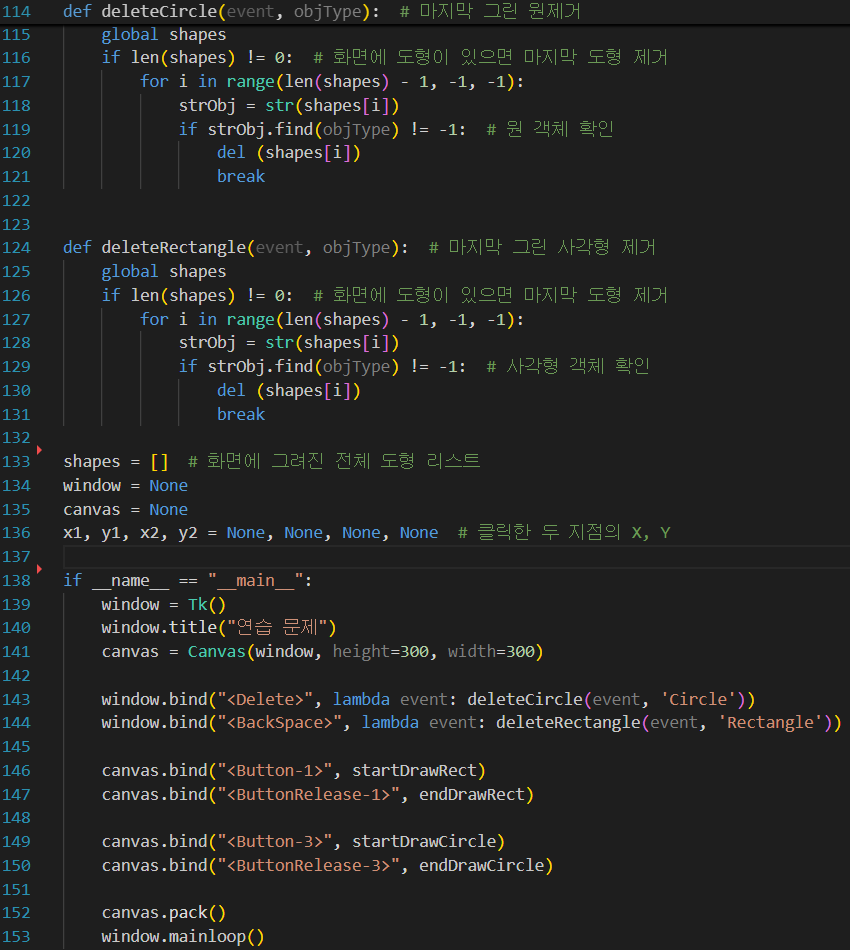 114 def deleteCircle(event, objType):  # 마지막 그린 원제거
115     global shapes
116     if len(shapes) != 0:  # 화면에 도형이 있으면 마지막 도형 제거
117         for i in range(len(shapes) - 1, -1, -1):
118             strObj = str(shapes[i])
119             if strObj.find(objType) != -1:  # 원 객체 확인
120                 del (shapes[i])
121                 break
122
123
124 def deleteRectangle(event, objType):  # 마지막 그린 사각형 제거
125     global shapes
126     if len(shapes) != 0:  # 화면에 도형이 있으면 마지막 도형 제거
127         for i in range(len(shapes) - 1, -1, -1):
128             strObj = str(shapes[i])
129             if strObj.find(objType) != -1:  # 사각형 객체 확인
130                 del (shapes[i])
131                 break
132
133 shapes = []  # 화면에 그려진 전체 도형 리스트
134 window = None
135 canvas = None
136 x1, y1, x2, y2 = None, None, None, None  # 클릭한 두 지점의 X, Y
137
138 if __name__ == "__main__":
139     window = Tk()
140     window.title("연습 문제")
141     canvas = Canvas(window, height=300, width=300)
142
143     window.bind("<Delete>", lambda event: deleteCircle(event, 'Circle'))
144     window.bind("<BackSpace>", lambda event: deleteRectangle(event, 'Rectangle'))
145
146     canvas.bind("<Button-1>", startDrawRect)
147     canvas.bind("<ButtonRelease-1>", endDrawRect)
148
149     canvas.bind("<Button-3>", startDrawCircle)
150     canvas.bind("<ButtonRelease-3>", endDrawCircle)
151
152     canvas.pack()
153     window.mainloop()